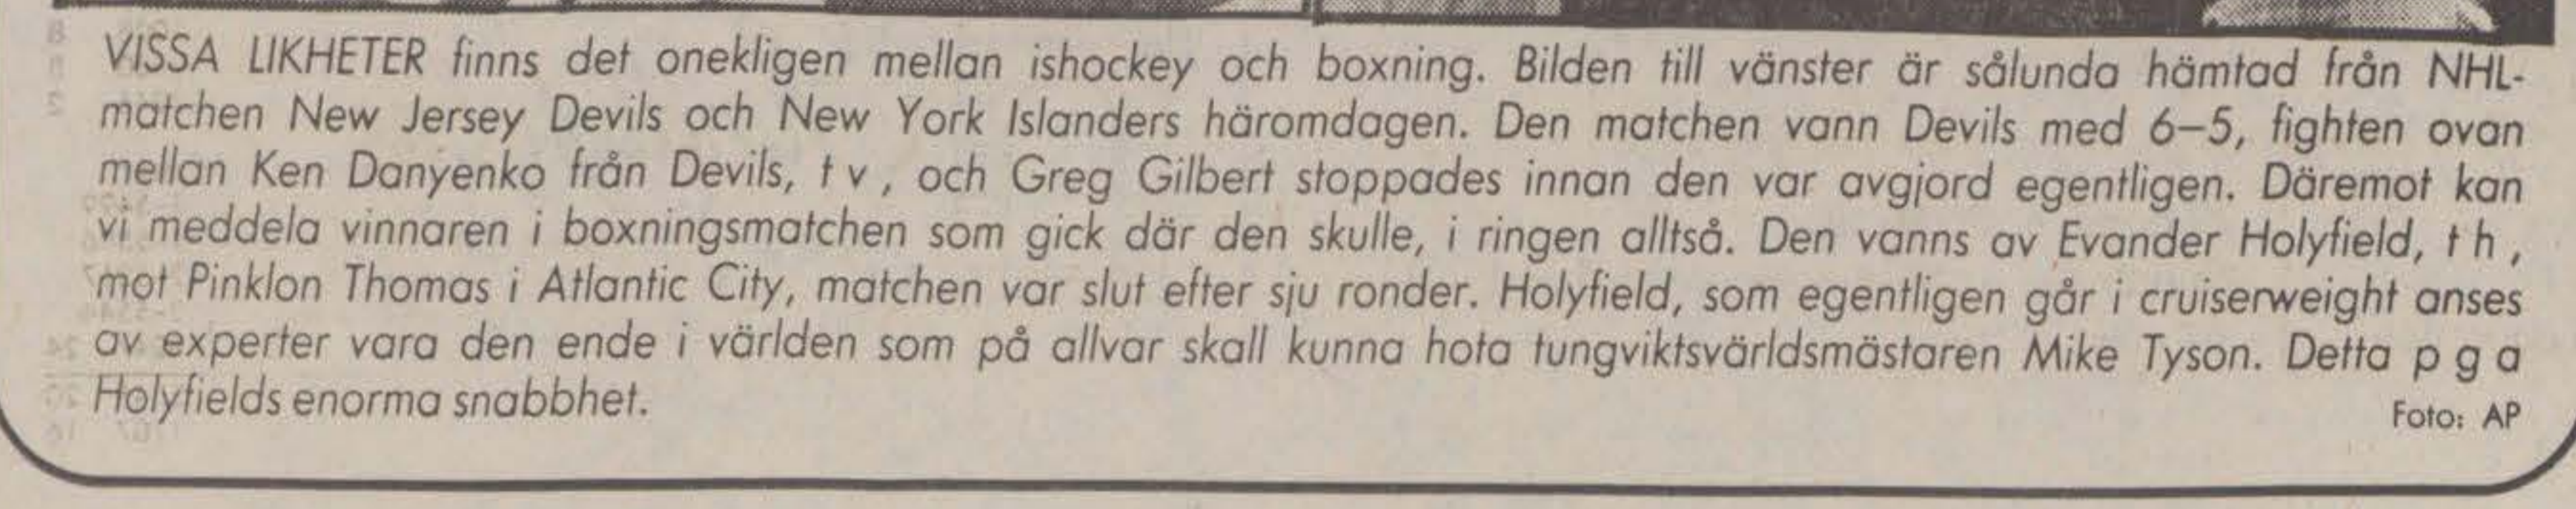 VISSA LIKHETER finns det onekligen mellan ishockey och boxning. Bilden till vänster är sålunda hämtad från NHL-
matchen New Jersey Devils och New York Islanders häromdagen. Den matchen vann Devils med 6–5, fighten ovan
mellan Ken Danyenko från Devils, t v , och Greg Gilbert stoppades innan den var avgjord egentligen. Däremot kan
vi meddela vinnaren i boxningsmatchen som gick där den skulle, i ringen alltså. Den vanns av Evander Holyfield, t h ,
mot Pinklon Thomas i Atlantic City, matchen var slut efter sju ronder. Holyfield, som egentligen går i cruiserweight anses
av experter vara den ende i världen som på allvar skall kunna hota tungviktsvärldsmästaren Mike Tyson. Detta p g a
Holyfields enorma snabbhet.
Foto: AP